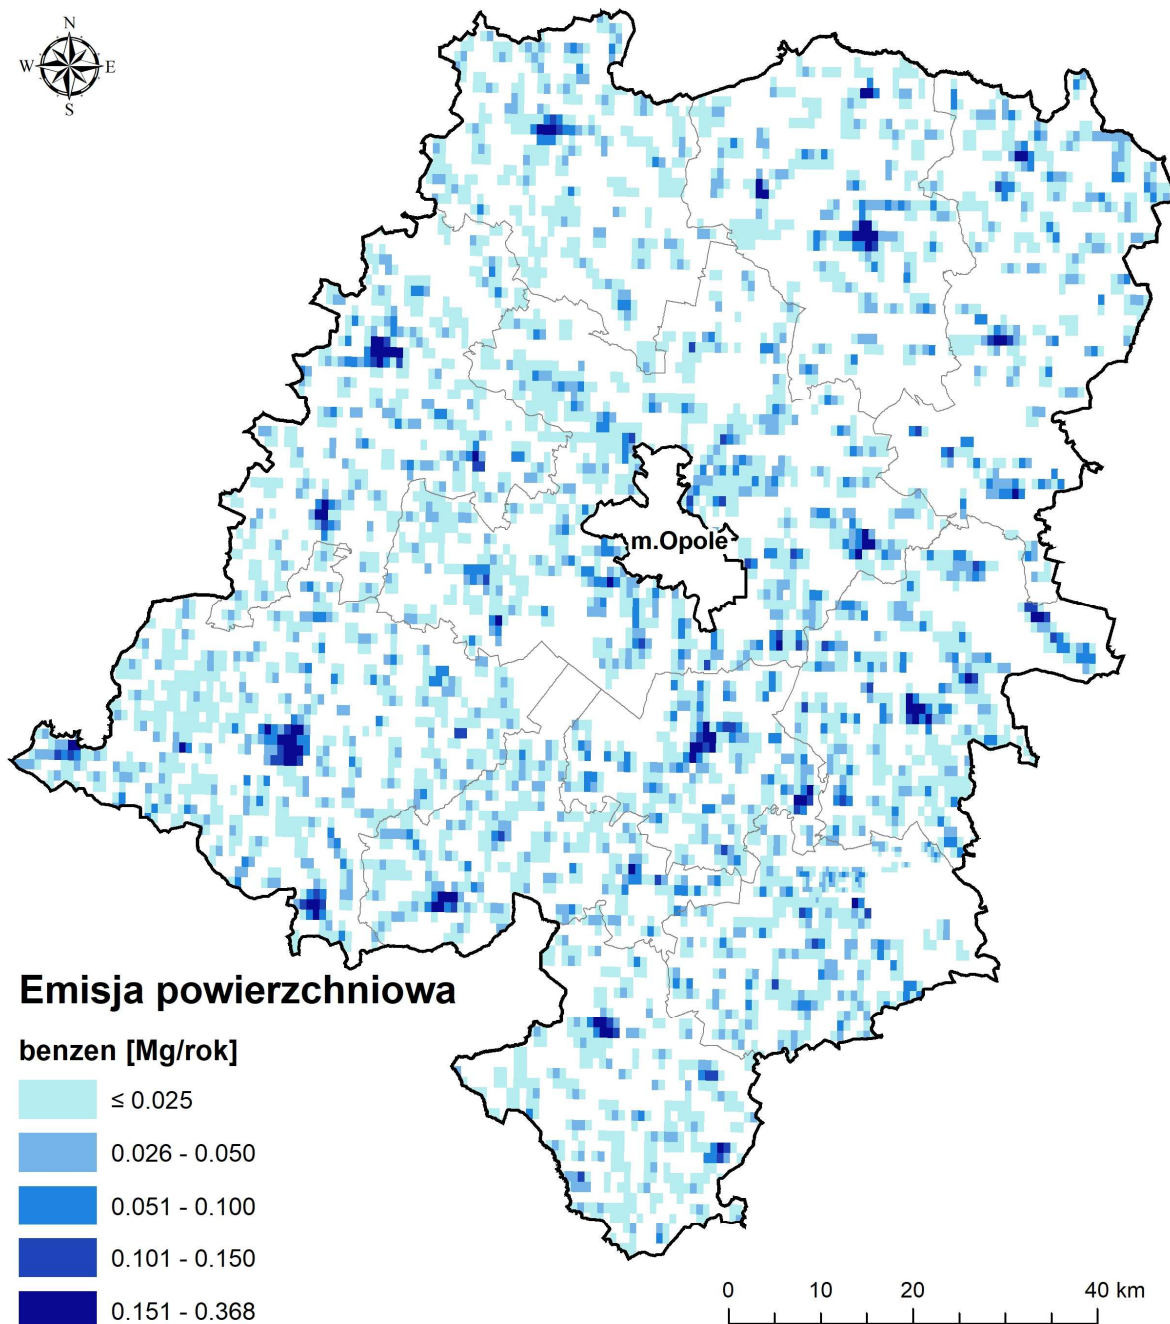 N
W E
S
m.Opole
Emisja powierzchniowa
benzen [Mg/rok]
≤ 0.025
0.026 - 0.050
0.051 - 0.100
0.101 - 0.150
0.151 - 0.368
0 10 20 40 km